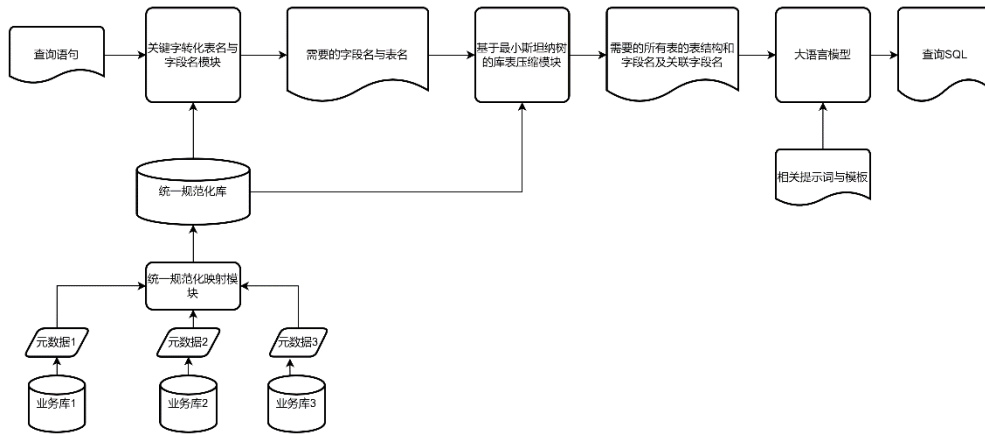 查询语句
关键字转化表名与
字段名模块
需要的字段名与表名
基于最小斯坦纳树
的库表压缩模块
需要的所有表的表结构和
字段名及关联字段名
大语言模型
查询SQL
相关提示词与模板
统一规范化库
统一规范化映射模
块
元数据1
元数据2
元数据3
业务库1
业务库2
业务库3